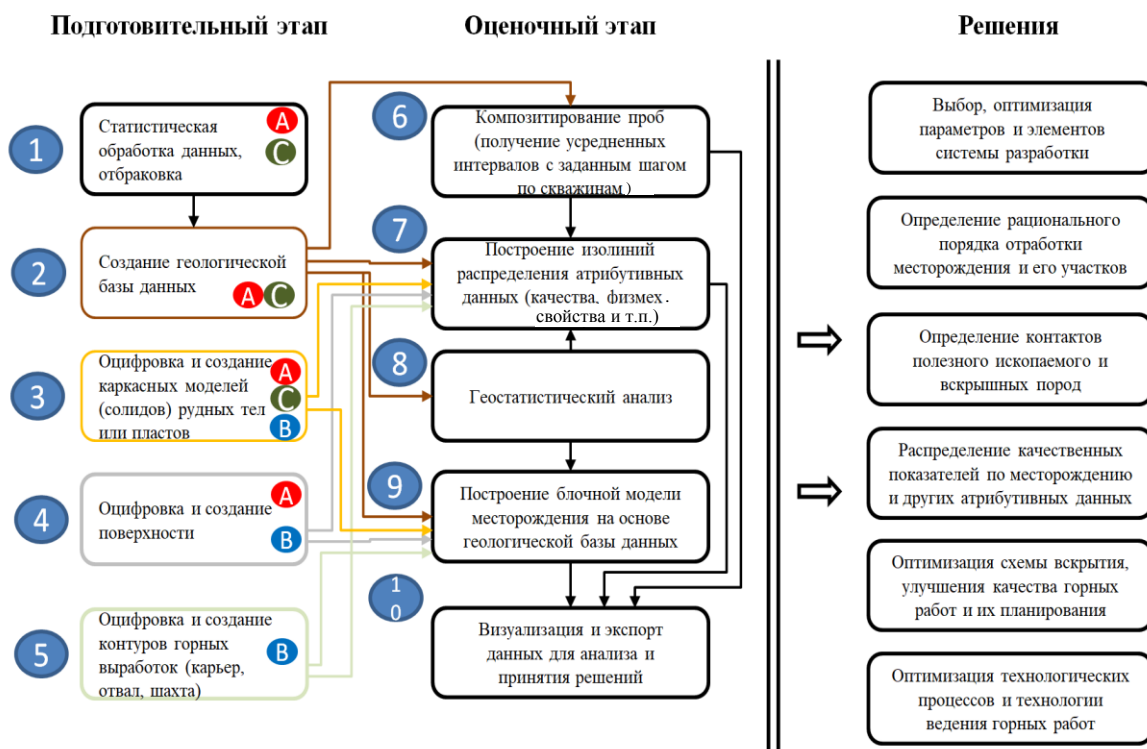 Подготовительный этап
Оценочный этап
Решения
1
Статистическая
обработка данных,
отбраковка
A
C
2
Создание геологической
базы данных
A
C
3
Оцифровка и создание
каркасных моделей
(солидов) рудных тел
или пластов
A
C
B
4
Оцифровка и создание
поверхности
A
B
5
Оцифровка и создание
контуров горных
выработок (карьер,
отвал, шахта)
B
6
Композитирование проб
(получение усредненных
интервалов с заданным шагом
по скважинам)
7
Построение изолиний
распределения атрибутивных
данных (качества, физмех.
свойства и т.п.)
8
Геостатистический анализ
9
Построение блочной модели
месторождения на основе
геологической базы данных
1
0
Визуализация и экспорт
данных для анализа и
принятия решений
Выбор, оптимизация
параметров и элементов
системы разработки
Определение рационального
порядка отработки
месторождения и его участков
Определение контактов
полезного ископаемого и
вскрышных пород
Распределение качественных
показателей по месторождению
и других атрибутивных данных
Оптимизация схемы вскрытия,
улучшения качества горных
работ и их планирования
Оптимизация технологических
процессов и технологии
ведения горных работ